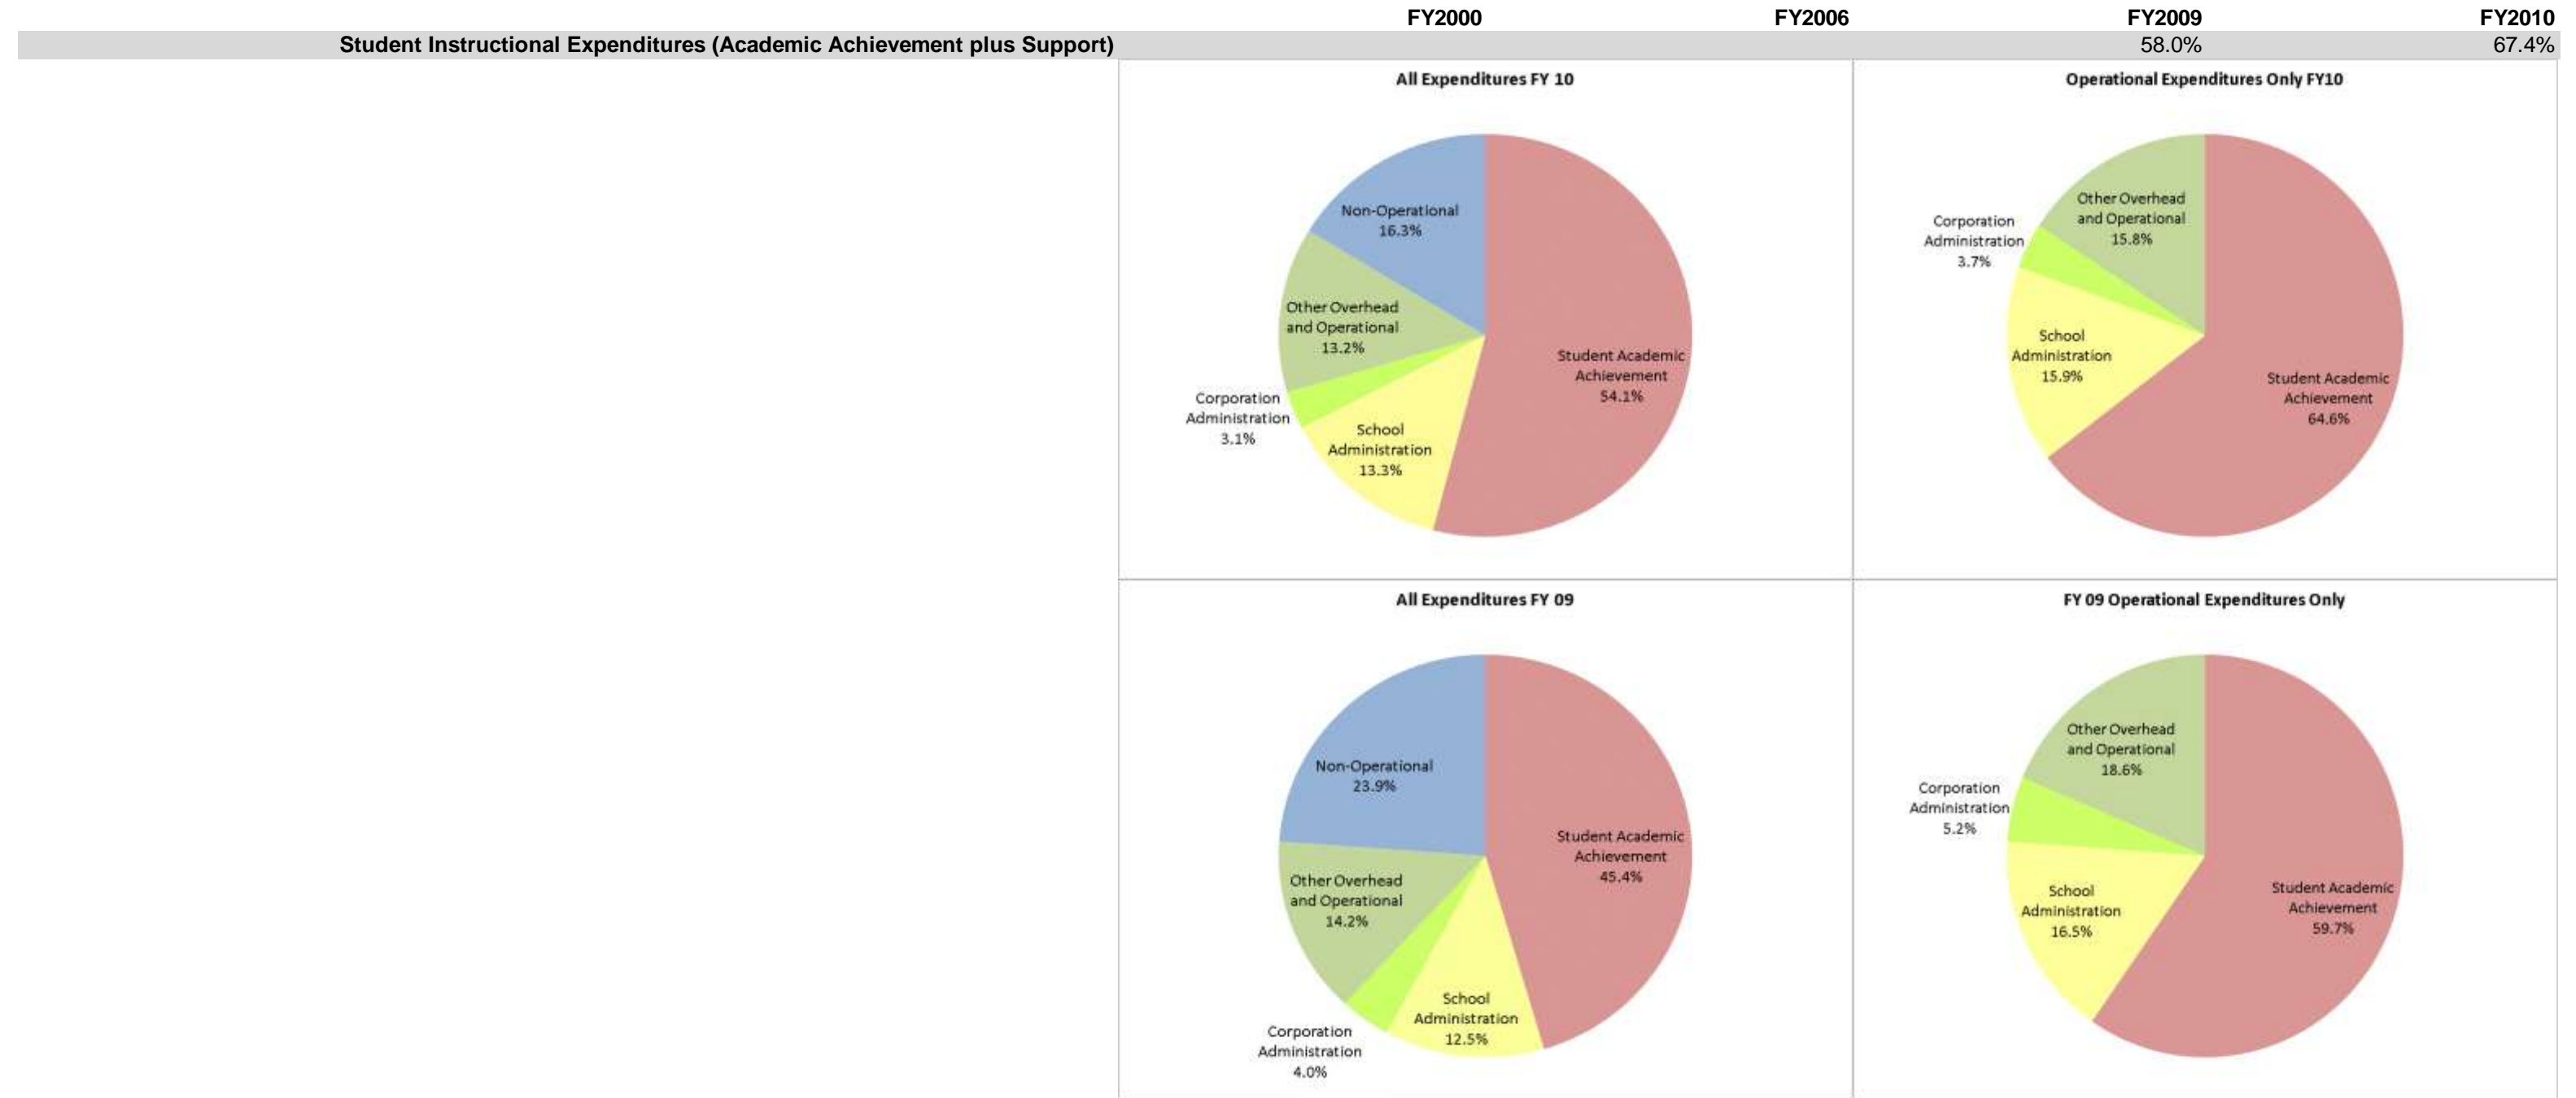 FY2000 FY2006 FY2009 FY2010
Student Instructional Expenditures (Academic Achievement plus Support) 58.0% 67.4%
All Expenditures FY 10
Non-Operational
16.3%
Other Overhead
and Operational
13.2%
Corporation
Administration
3.1%
School
Administration
13.3%
Student Academic
Achievement
54.1%
Operational Expenditures Only FY10
Other Overhead
and Operational
15.8%
Corporation
Administration
3.7%
School
Administration
15.9%
Student Academic
Achievement
64.6%
All Expenditures FY 09
Non-Operational
23.9%
Other Overhead
and Operational
14.2%
Corporation
Administration
4.0%
School
Administration
12.5%
Student Academic
Achievement
45.4%
FY 09 Operational Expenditures Only
Other Overhead
and Operational
18.6%
Corporation
Administration
5.2%
School
Administration
16.5%
Student Academic
Achievement
59.7%